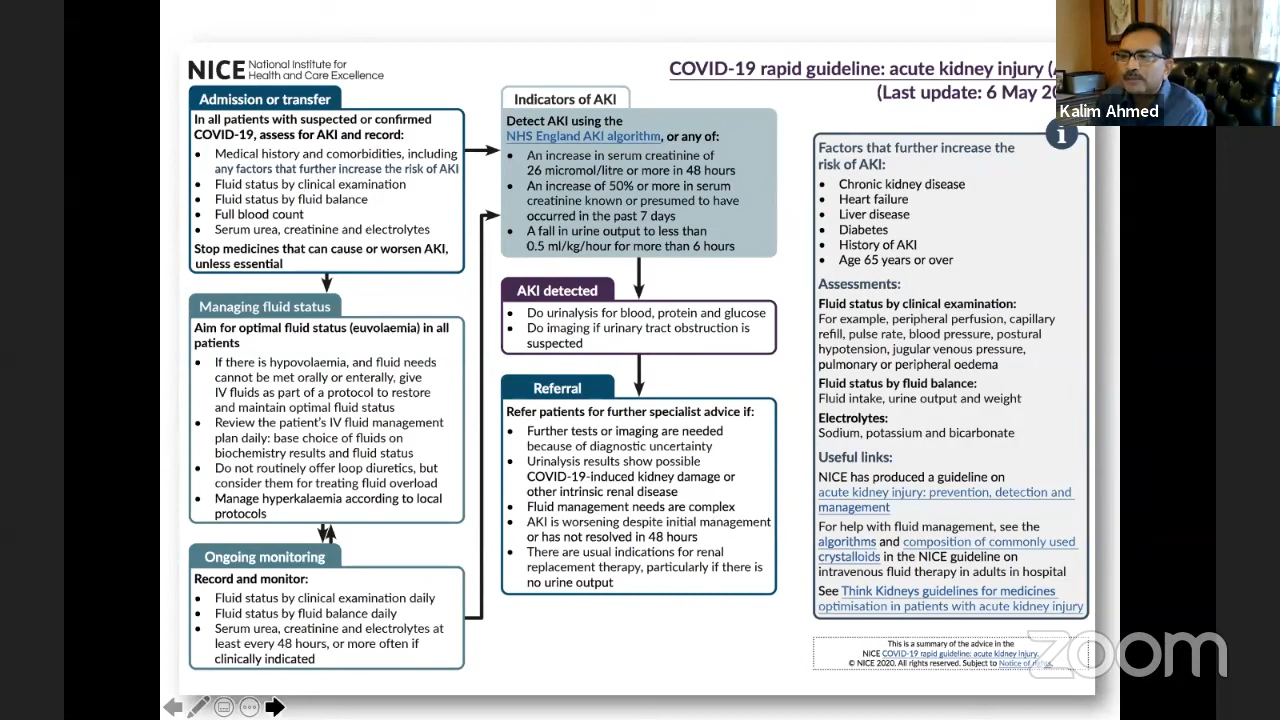 NICE National Institute for
Health and Care Excellence
COVID-19 rapid guideline: acute kidney injury (
(Last update: 6 May 20
Kalim Ahmed
Admission or transfer
In all patients with suspected or confirmed
COVID-19, assess for AKI and record:
• Medical history and comorbidities, including
any factors that further increase the risk of AKI
• Fluid status by clinical examination
• Fluid status by fluid balance
• Full blood count
• Serum urea, creatinine and electrolytes
Stop medicines that can cause or worsen AKI,
unless essential
Managing fluid status
Aim for optimal fluid status (euvolaemia) in all
patients
• If there is hypovolaemia, and fluid needs
cannot be met orally or enterally, give
IV fluids as part of a protocol to restore
and maintain optimal fluid status
• Review the patient's IV fluid management
plan daily: base choice of fluids on
biochemistry results and fluid status
• Do not routinely offer loop diuretics, but
consider them for treating fluid overload
• Manage hyperkalaemia according to local
protocols
Ongoing monitoring
Record and monitor:
• Fluid status by clinical examination daily
• Fluid status by fluid balance daily
• Serum urea, creatinine and electrolytes at
least every 48 hours, or more often if
clinically indicated
Indicators of AKI
Detect AKI using the
NHS England AKI algorithm, or any of:
• An increase in serum creatinine of
26 micromol/litre or more in 48 hours
• An increase of 50% or more in serum
creatinine known or presumed to have
occurred in the past 7 days
• A fall in urine output to less than
0.5 ml/kg/hour for more than 6 hours
AKI detected
• Do urinalysis for blood, protein and glucose
• Do imaging if urinary tract obstruction is
suspected
Referral
Refer patients for further specialist advice if:
• Further tests or imaging are needed
because of diagnostic uncertainty
• Urinalysis results show possible
COVID-19-induced kidney damage or
other intrinsic renal disease
• Fluid management needs are complex
• AKI is worsening despite initial management
or has not resolved in 48 hours
• There are usual indications for renal
replacement therapy, particularly if there is
no urine output
i
Factors that further increase the
risk of AKI:
• Chronic kidney disease
• Heart failure
• Liver disease
• Diabetes
• History of AKI
• Age 65 years or over
Assessments:
Fluid status by clinical examination:
For example, peripheral perfusion, capillary
refill, pulse rate, blood pressure, postural
hypotension, jugular venous pressure,
pulmonary or peripheral oedema
Fluid status by fluid balance:
Fluid intake, urine output and weight
Electrolytes:
Sodium, potassium and bicarbonate
Useful links:
NICE has produced a guideline on
acute kidney injury: prevention, detection and
management
For help with fluid management, see the
algorithms and composition of commonly used
crystalloids in the NICE guideline on
intravenous fluid therapy in adults in hospital
See Think Kidneys guidelines for medicines
optimisation in patients with acute kidney injury
This is a summary of the advice in the
NICE COVID-19 rapid guideline: acute kidney injury.
© NICE 2020. All rights reserved. Subject to Notice of rights.
zoom